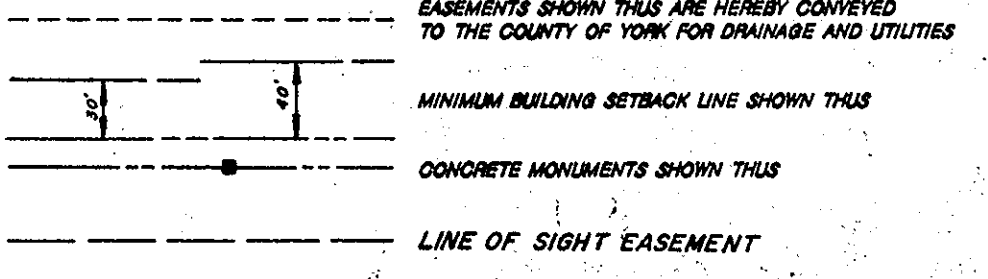 EASEMENTS SHOWN THUS ARE HEREBY CONVEYED
TO THE COUNTY OF YORK FOR DRAINAGE AND UTILITIES
30'
40'
MINIMUM BUILDING SETBACK LINE SHOWN THUS
CONCRETE MONUMENTS SHOWN THUS
LINE OF SIGHT EASEMENT